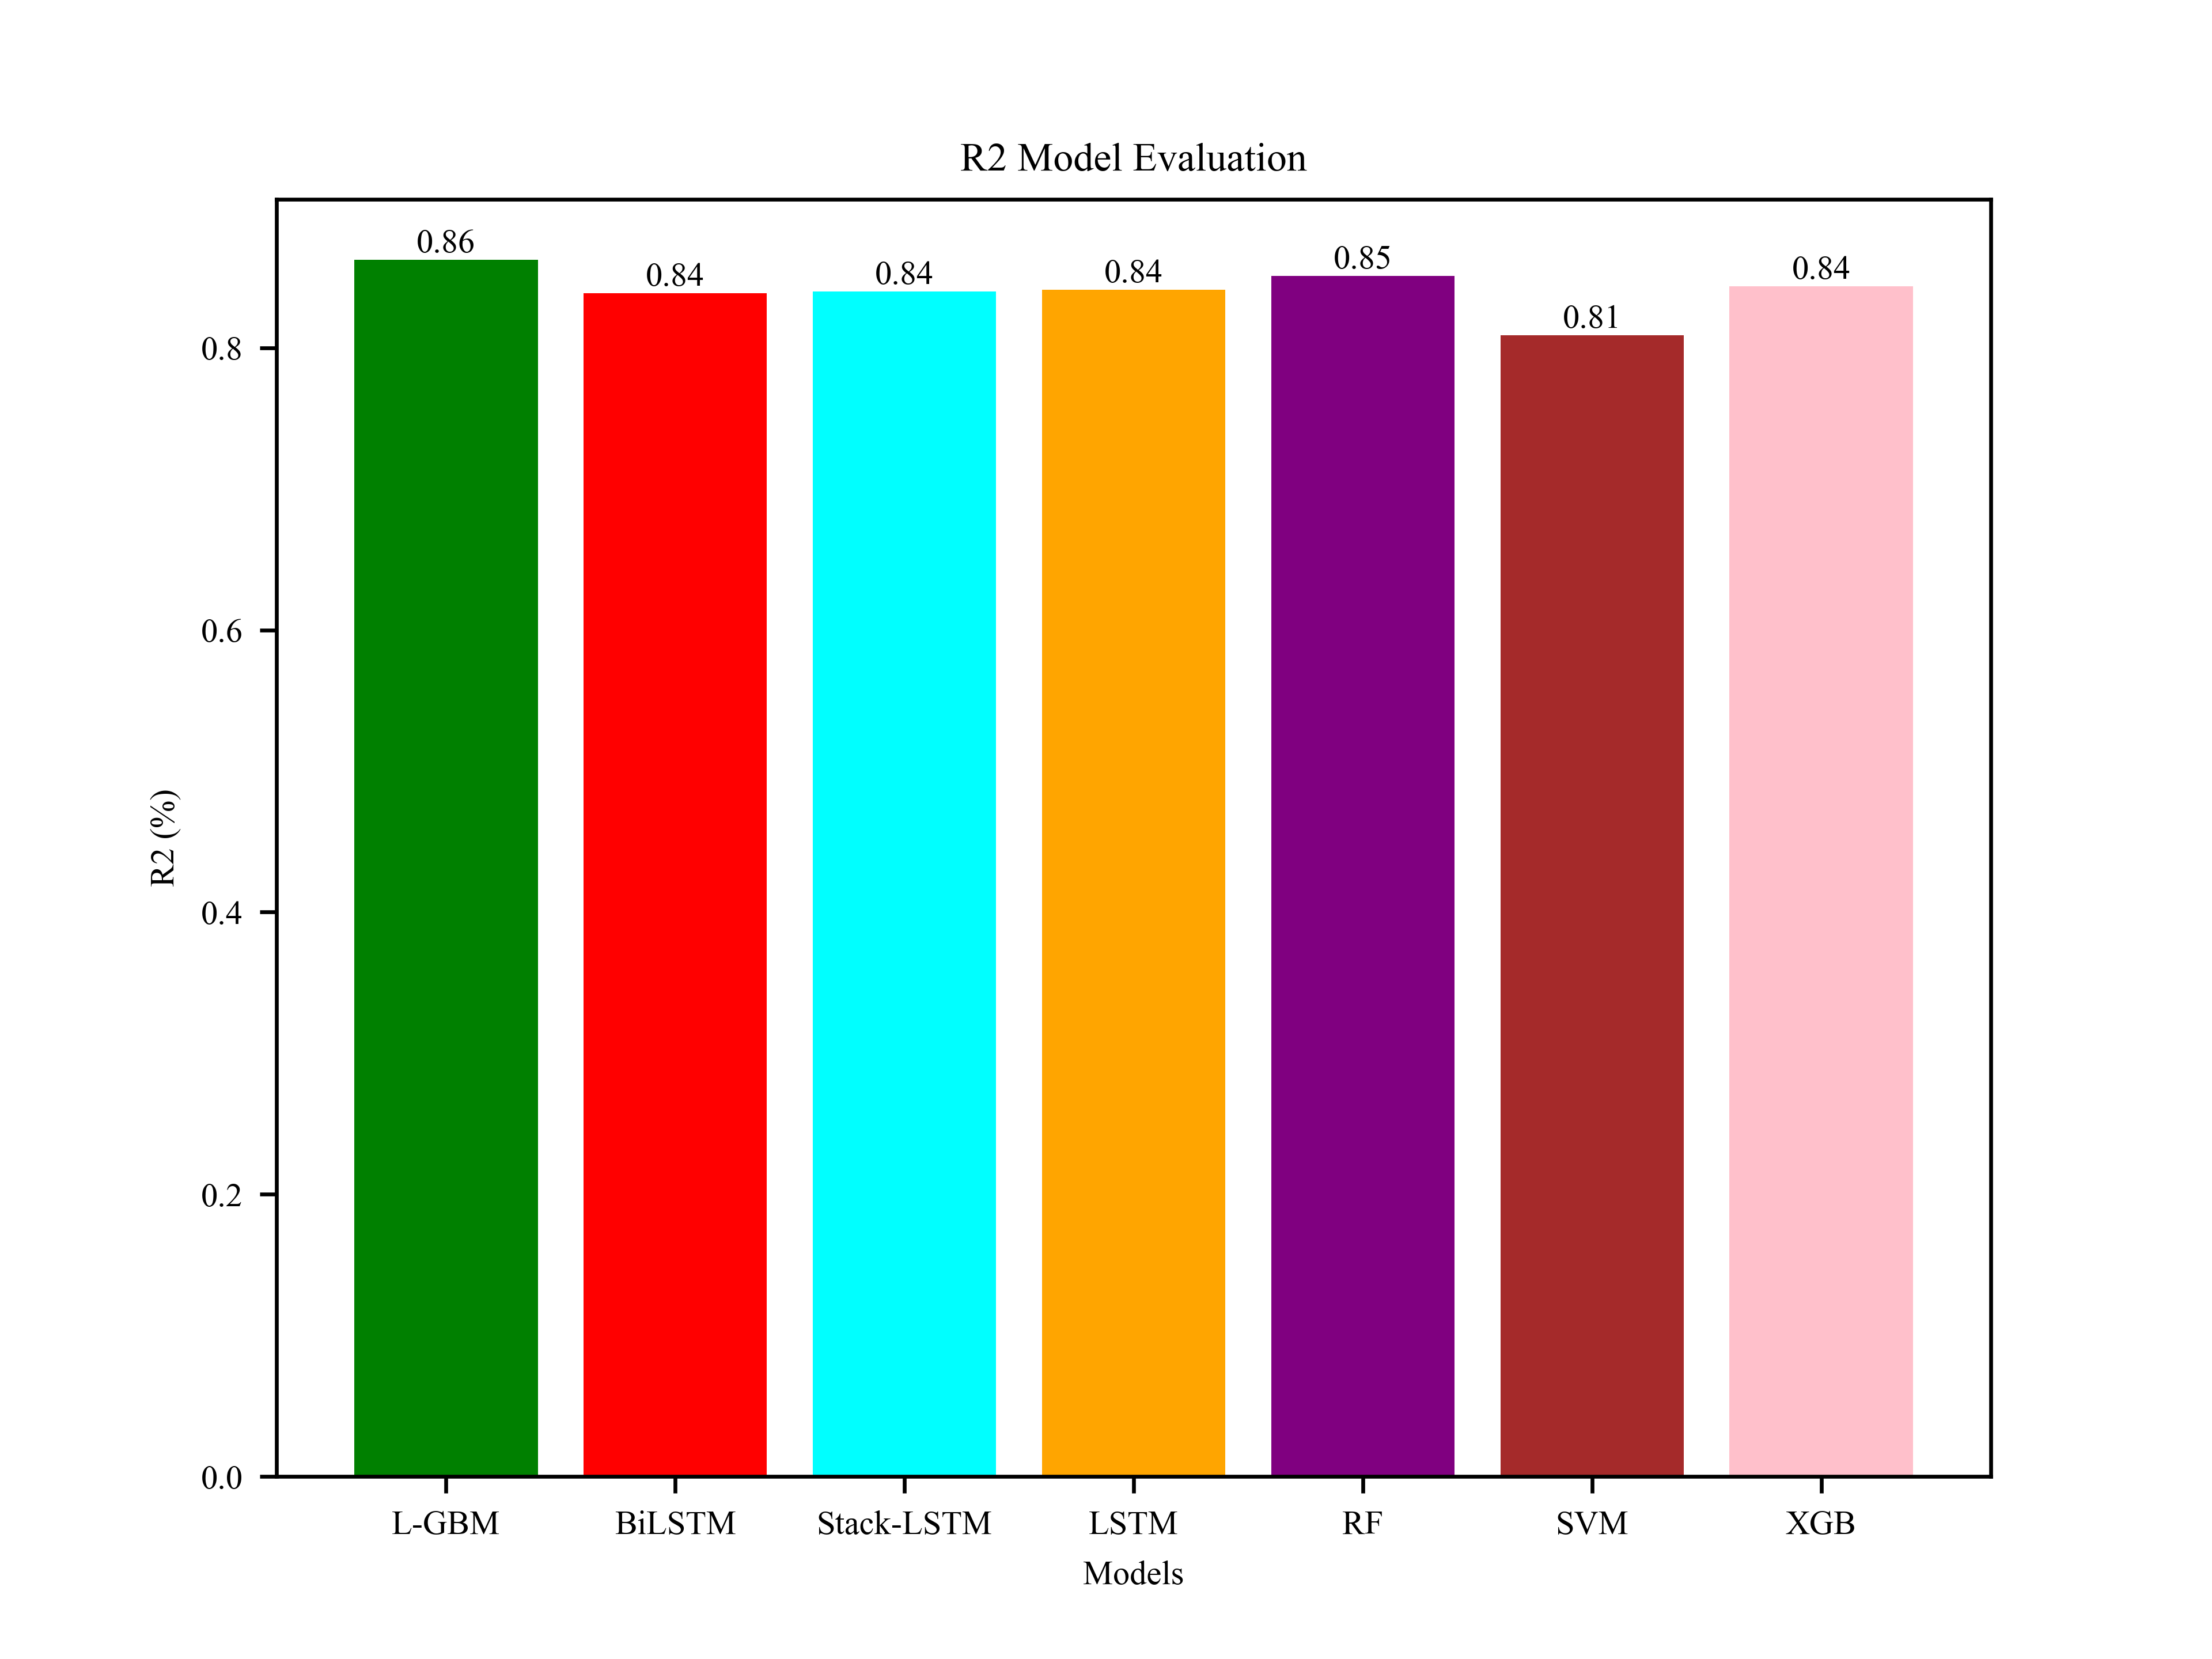 R2 Model Evaluation
0.86
0.84
0.84
0.84
0.85
0.81
0.84
0.8
0.6
0.4
0.2
0.0
R2 (%)
L-GBM
BiLSTM
Stack-LSTM
LSTM
RF
SVM
XGB
Models